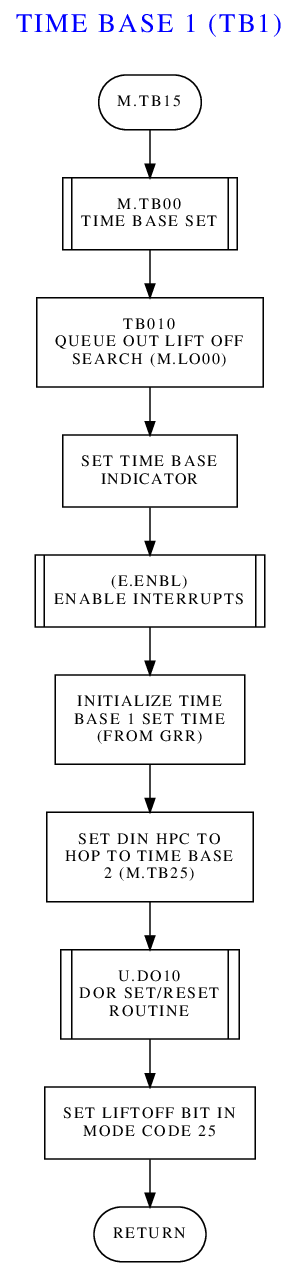 TIME BASE 1 (TB1)
M.TB15
M.TB00
TIME BASE SET
TB010
QUEUE OUT LIFT OFF
SEARCH (M.LO00)
SET TIME BASE
INDICATOR
(E.ENBL)
ENABLE INTERRUPTS
INITIALIZE TIME
BASE 1 SET TIME
(FROM GRR)
SET DIN HPC TO
HOP TO TIME BASE
2 (M.TB25)
U.DO10
DOR SET/RESET
ROUTINE
SET LIFTOFF BIT IN
MODE CODE 25
RETURN